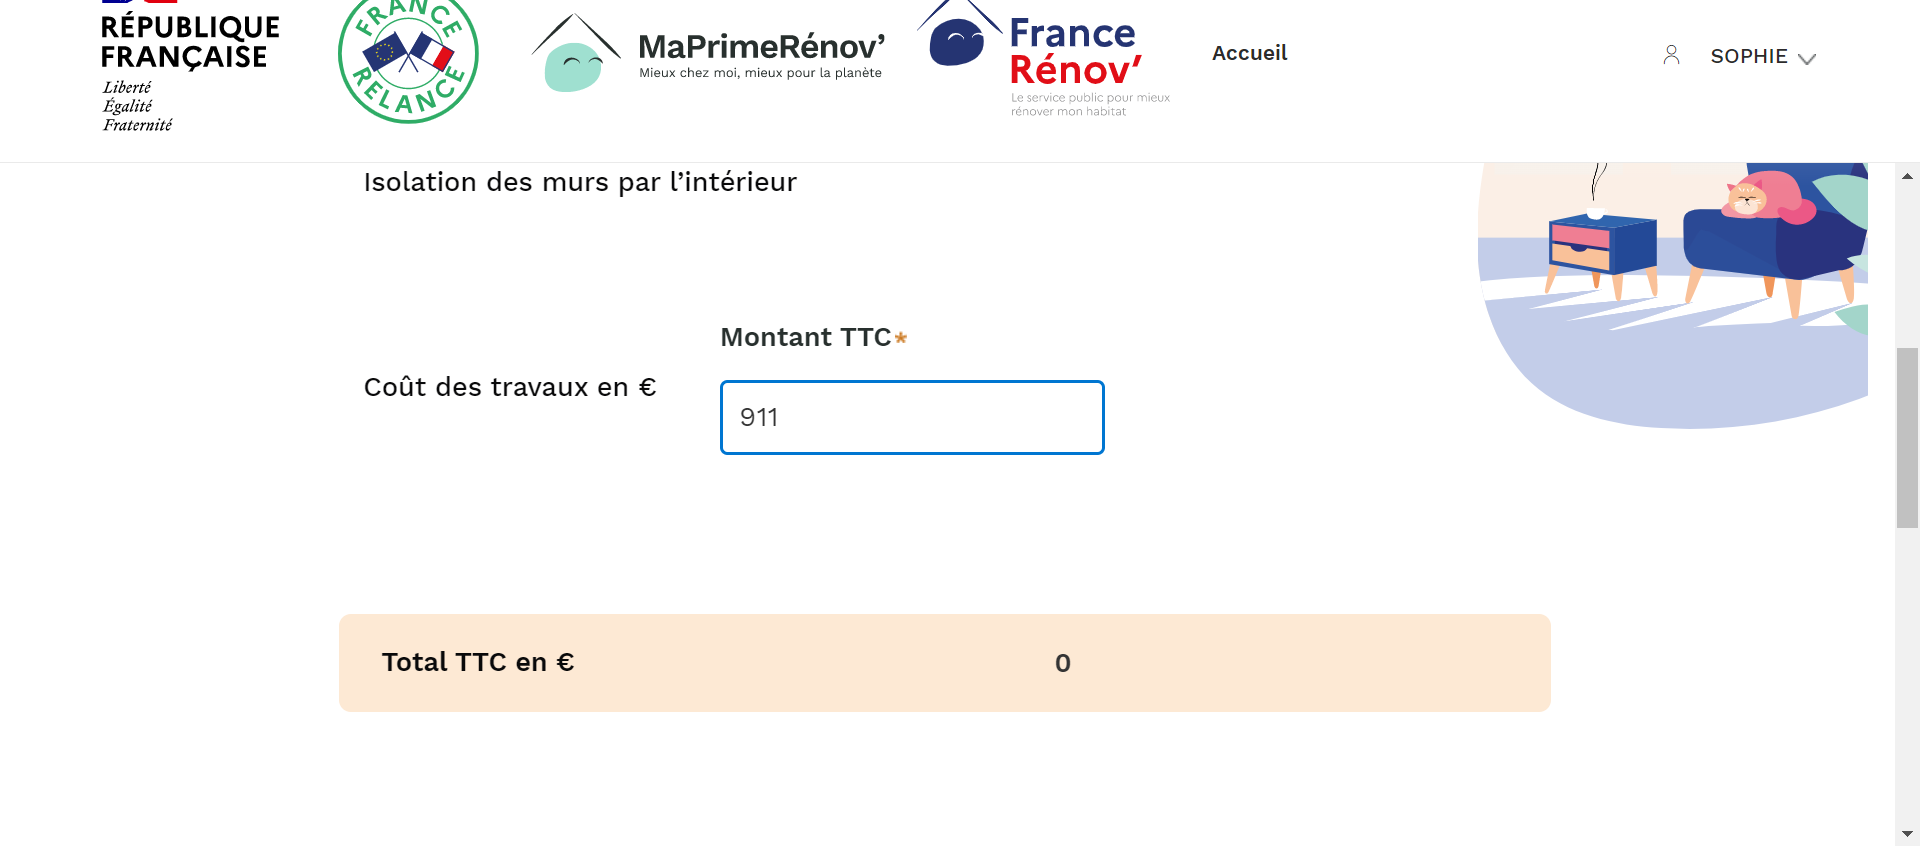 RÉPUBLIQUE
FRANÇAISE
Liberté
Égalité
Fraternité
FRANCE
RELANCE
MaPrimeRénov’
Mieux chez moi, mieux pour la planète
France
Rénov’
Le service public pour mieux
rénover mon habitat
Accueil
SOPHIE
Isolation des murs par l’intérieur
Montant TTC*
Coût des travaux en €
911
Total TTC en €
0